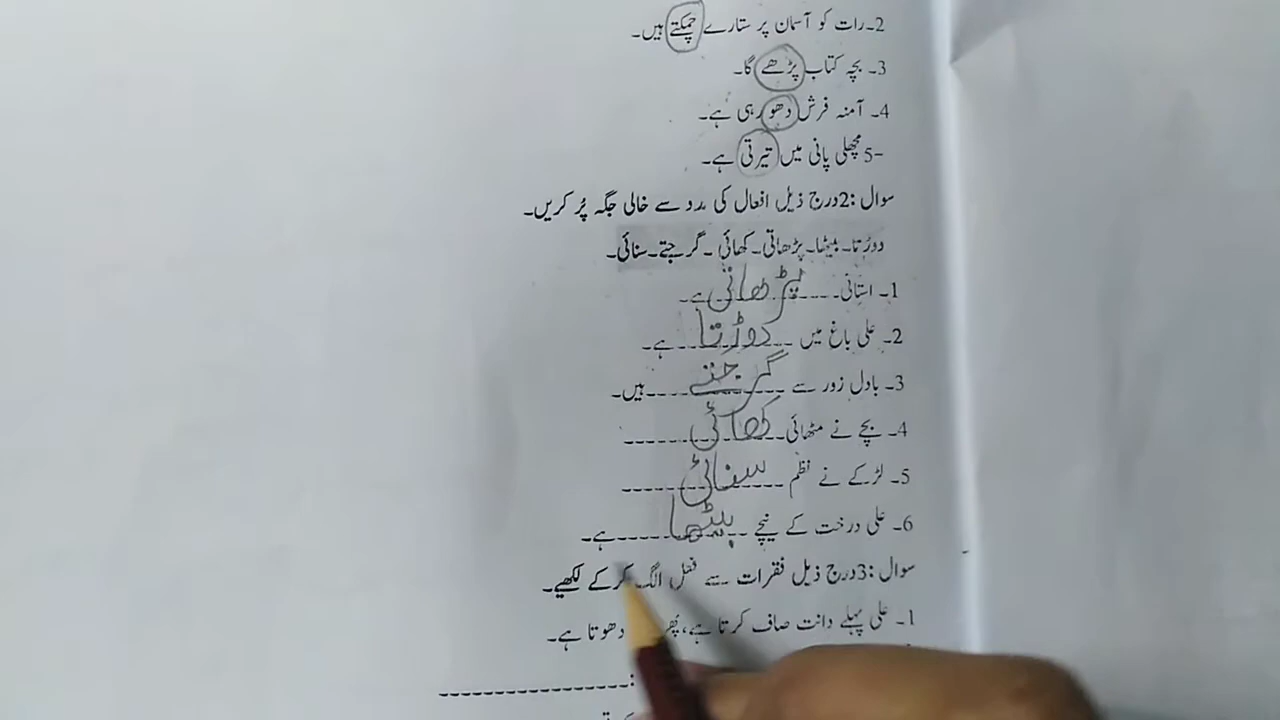 2۔ رات کو آسمان پر ستارے چمکتے ہیں۔
3۔ بچہ کتاب پڑھے گا۔
4۔ آمنہ فرش دھو رہی ہے۔
5- مچھلی پانی میں تیرتی ہے۔
سوال :2 درج ذیل افعال کی مدد سے خالی جگہ پُر کریں۔
دوڑتا۔ بیٹھا۔ پڑھاتی۔ کھائی ۔ گرجتے۔ سنائی۔
1۔ استانی۔ پڑھاتی ہے۔
2۔ علی باغ میں دوڑتا ہے۔
3۔ بادل زور سے گرجتے ہیں۔
4۔ بچے نے مٹھائی کھائی
5۔ لڑکے نے نظم سنائی
6۔ علی درخت کے نیچے بیٹھا ہے۔
سوال :3 درج ذیل فقرات سے فعل الگ کر کے لکھیے۔
1۔ علی پہلے دانت صاف کرتا ہے، پھر دھوتا ہے۔